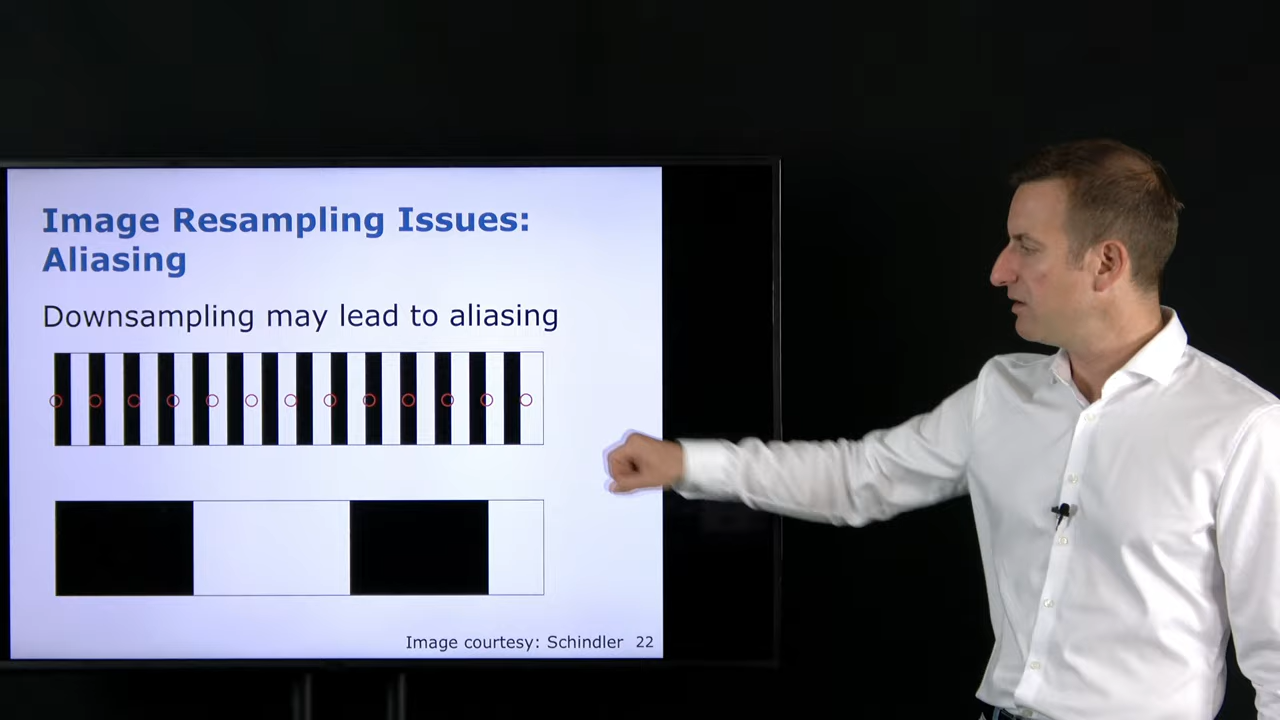 Image Resampling Issues:
Aliasing
Downsampling may lead to aliasing
Image courtesy: Schindler 22